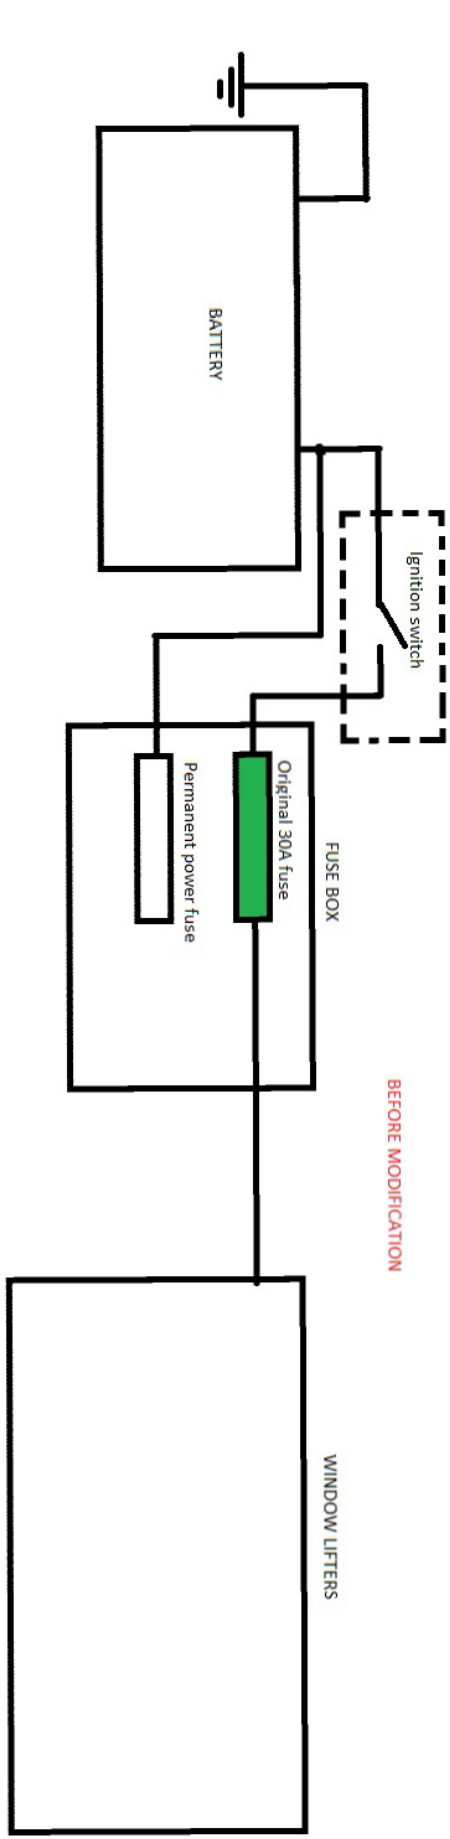 BEFORE MODIFICATION
Ignition switch
BATTERY
FUSE BOX
Original 30A fuse
Permanent power fuse
WINDOW LIFTERS